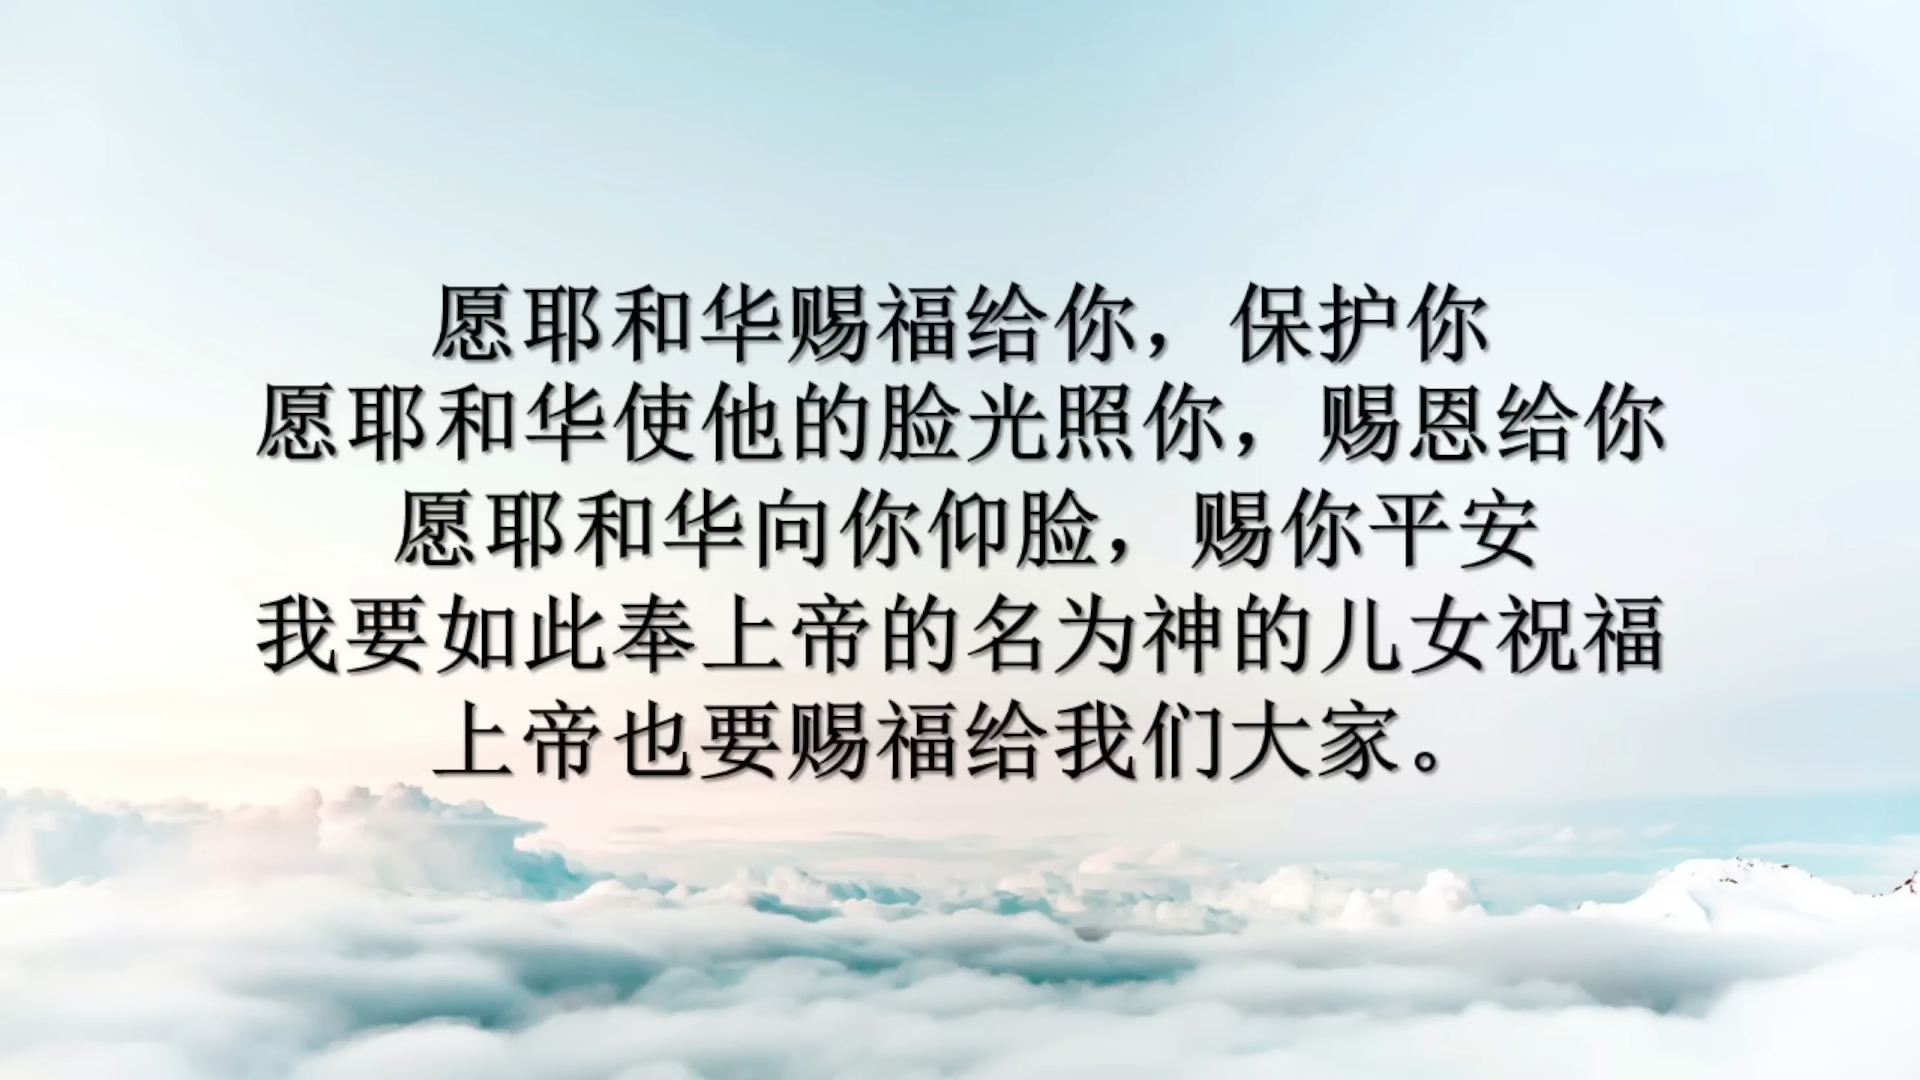 愿耶和华赐福给你，保护你
愿耶和华使他的脸光照你，赐恩给你
愿耶和华向你仰脸，赐你平安
我要如此奉上帝的名为神的儿女祝福
上帝也要赐福给我们大家。